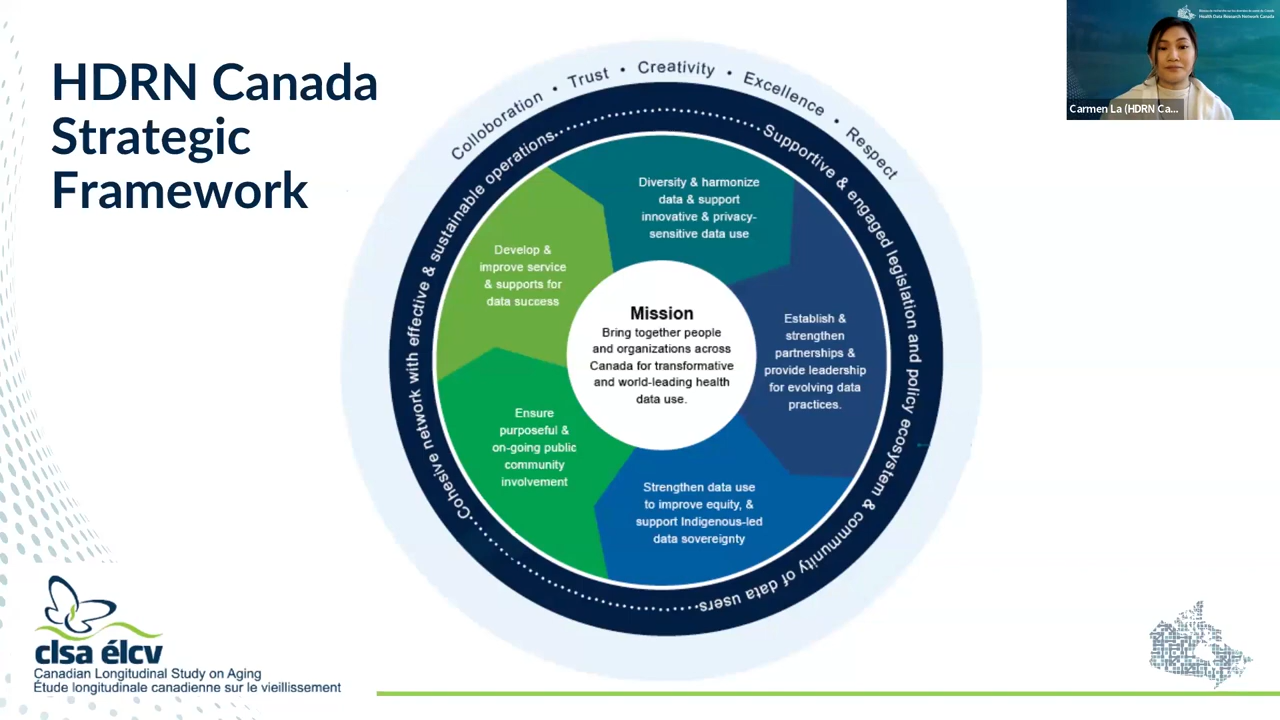 HDRN Canada
Strategic
Framework
Colloboration • Trust • Creativity • Excellence • Respect
Cohesive network with effective & sustainable operations
Supportive & engaged legislation and policy ecosystem & community of data users
Diversity & harmonize
data & support
innovative & privacy-
sensitive data use
Develop &
improve service
& supports for
data success
Establish &
strengthen
partnerships &
provide leadership
for evolving data
practices.
Mission
Bring together people
and organizations across
Canada for transformative
and world-leading health
data use.
Ensure
purposeful &
on-going public
community
involvement
Strengthen data use
to improve equity, &
support Indigenous-led
data sovereignty
Health Data Research Network Canada
Carmen La (HDRN Ca...
clsa élcv
Canadian Longitudinal Study on Aging
Étude longitudinale canadienne sur le vieillissement